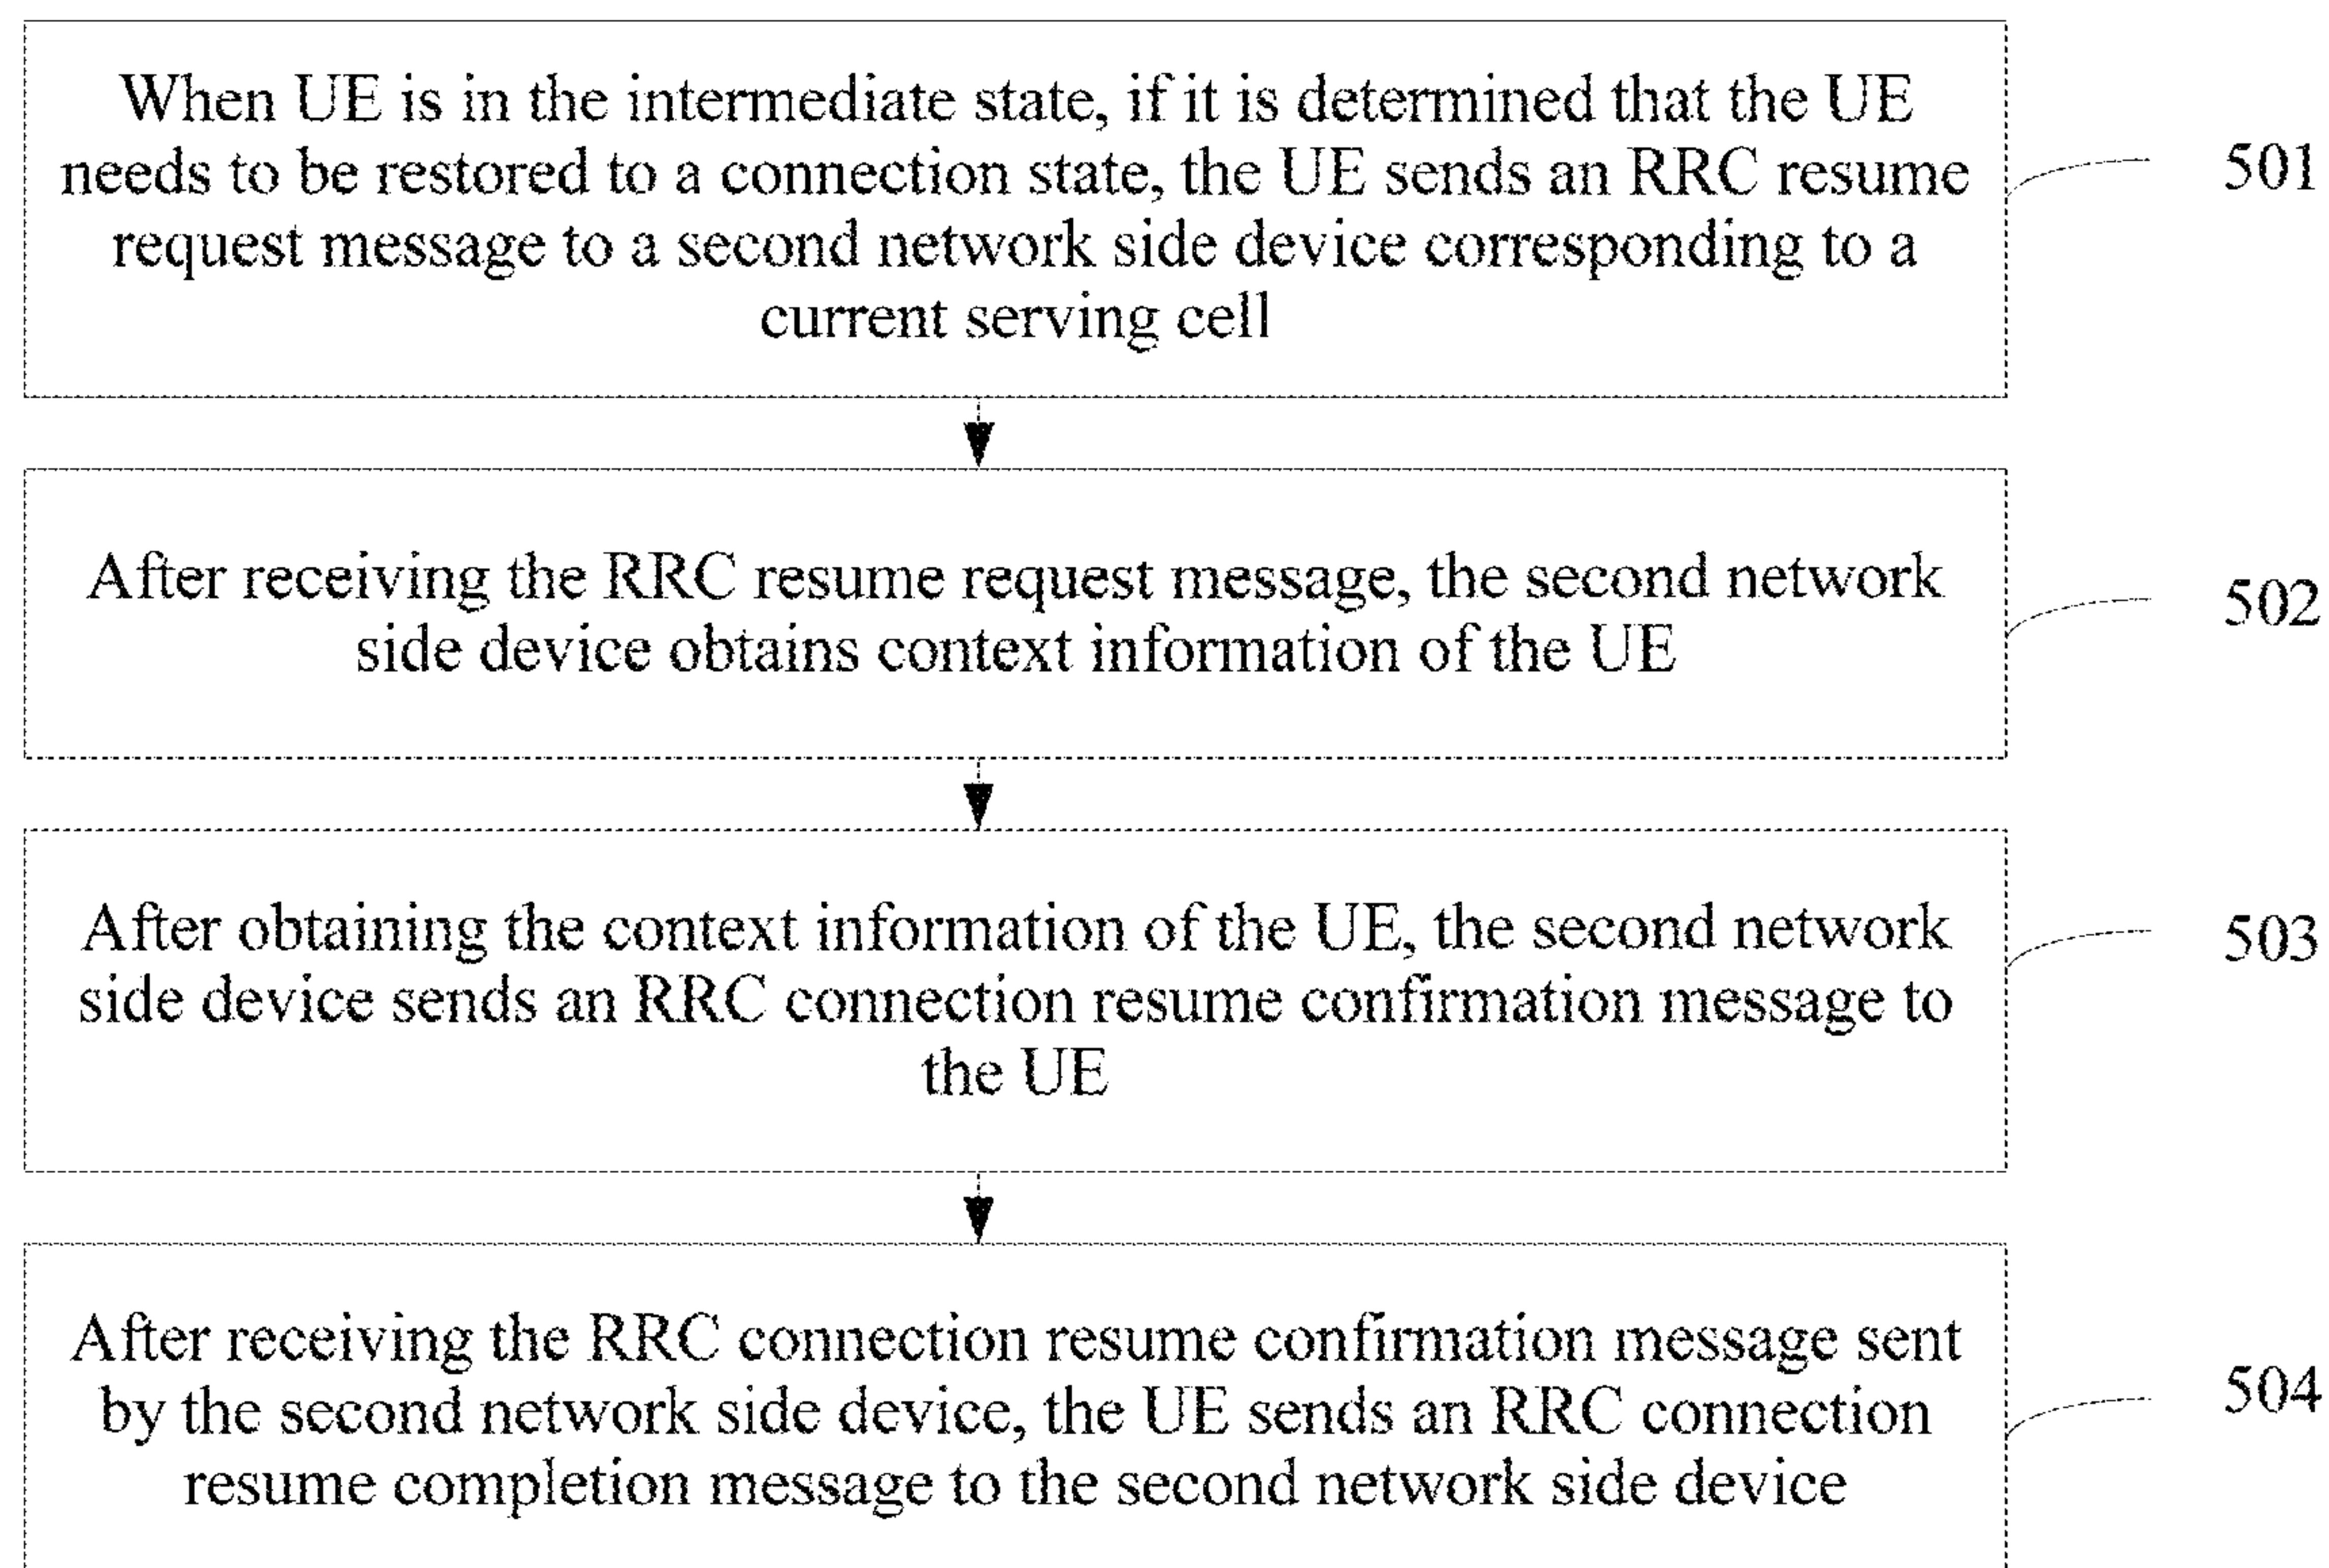 When UE is in the intermediate state, if it is determined that the UE
needs to be restored to a connection state, the UE sends an RRC resume
request message to a second network side device corresponding to a
current serving cell
501
After receiving the RRC resume request message, the second network
side device obtains context information of the UE
502
After obtaining the context information of the UE, the second network
side device sends an RRC connection resume confirmation message to
the UE
503
After receiving the RRC connection resume confirmation message sent
by the second network side device, the UE sends an RRC connection
resume completion message to the second network side device
504